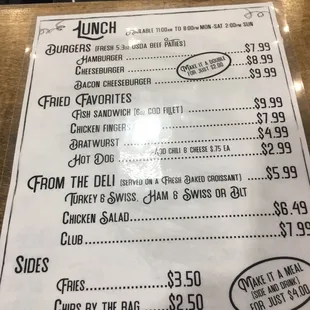 LUNCH
AVAILABLE 11:00AM TO 9:00PM MON-SAT 2:00PM SUN
BURGERS (FRESH 5.3OZ USDA BEEF PATTIES)
HAMBURGER $7.99
CHEESEBURGER $8.99
BACON CHEESEBURGER $9.99
MAKE IT A DOUBLE
FOR JUST $2.00
FRIED FAVORITES
FISH SANDWICH (6oz COD FILET) $9.99
CHICKEN FINGERS $7.99
BRATWURST $4.99
HOT DOG ADD CHILI & CHEESE $.75 EA $2.99
FROM THE DELI (SERVED ON A FRESH BAKED CROISSANT) $5.99
TURKEY & SWISS, HAM & SWISS OR BLT
CHICKEN SALAD $6.49
CLUB $7.99
SIDES
FRIES $3.50
CHIPS BY THE BAG $2.50
MAKE IT A MEAL
(SIDE AND DRINK)
FOR JUST $4.00